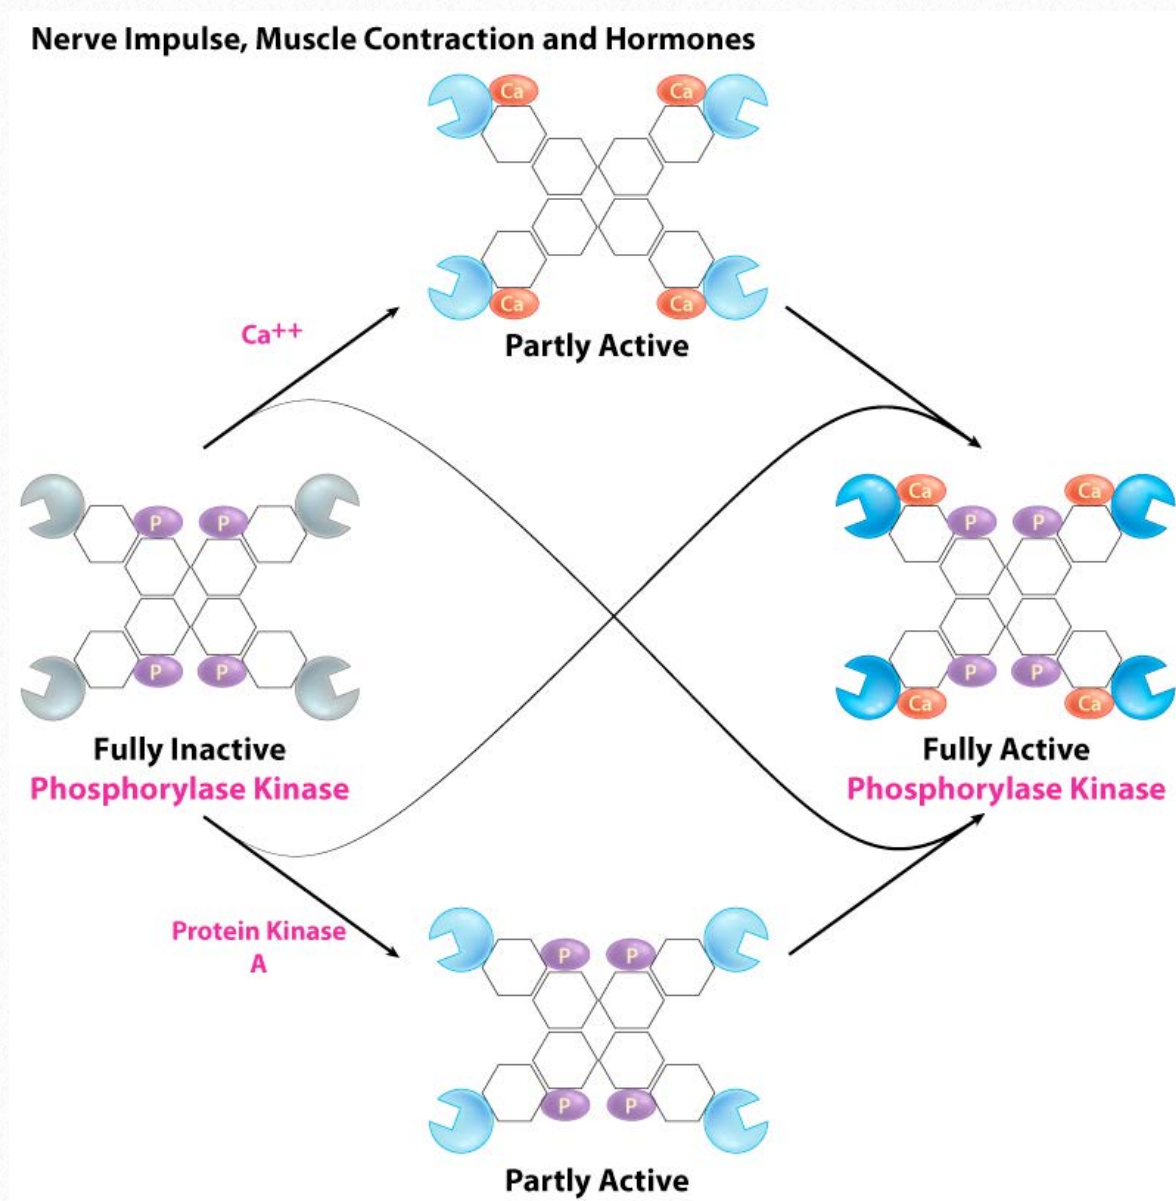 Nerve Impulse, Muscle Contraction and Hormones
Ca Ca
Ca Ca
Partly Active
Ca++
P P
P P
Fully Inactive
Phosphorylase Kinase
Ca Ca
P P
P P
Ca Ca
Fully Active
Phosphorylase Kinase
Protein Kinase
A
P P
P P
Partly Active